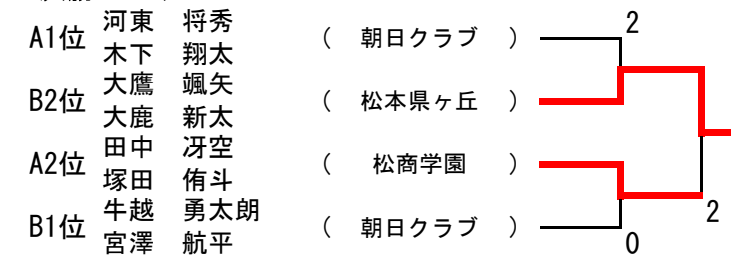 2
A1位 河東 将秀 木下 翔太 ( 朝日クラブ )
B2位 大鷹 颯矢 大鹿 新太 ( 松本県ヶ丘 )
A2位 田中 冴空 塚田 侑斗 ( 松商学園 )
B1位 牛越 勇太朗 宮澤 航平 ( 朝日クラブ )
2
0